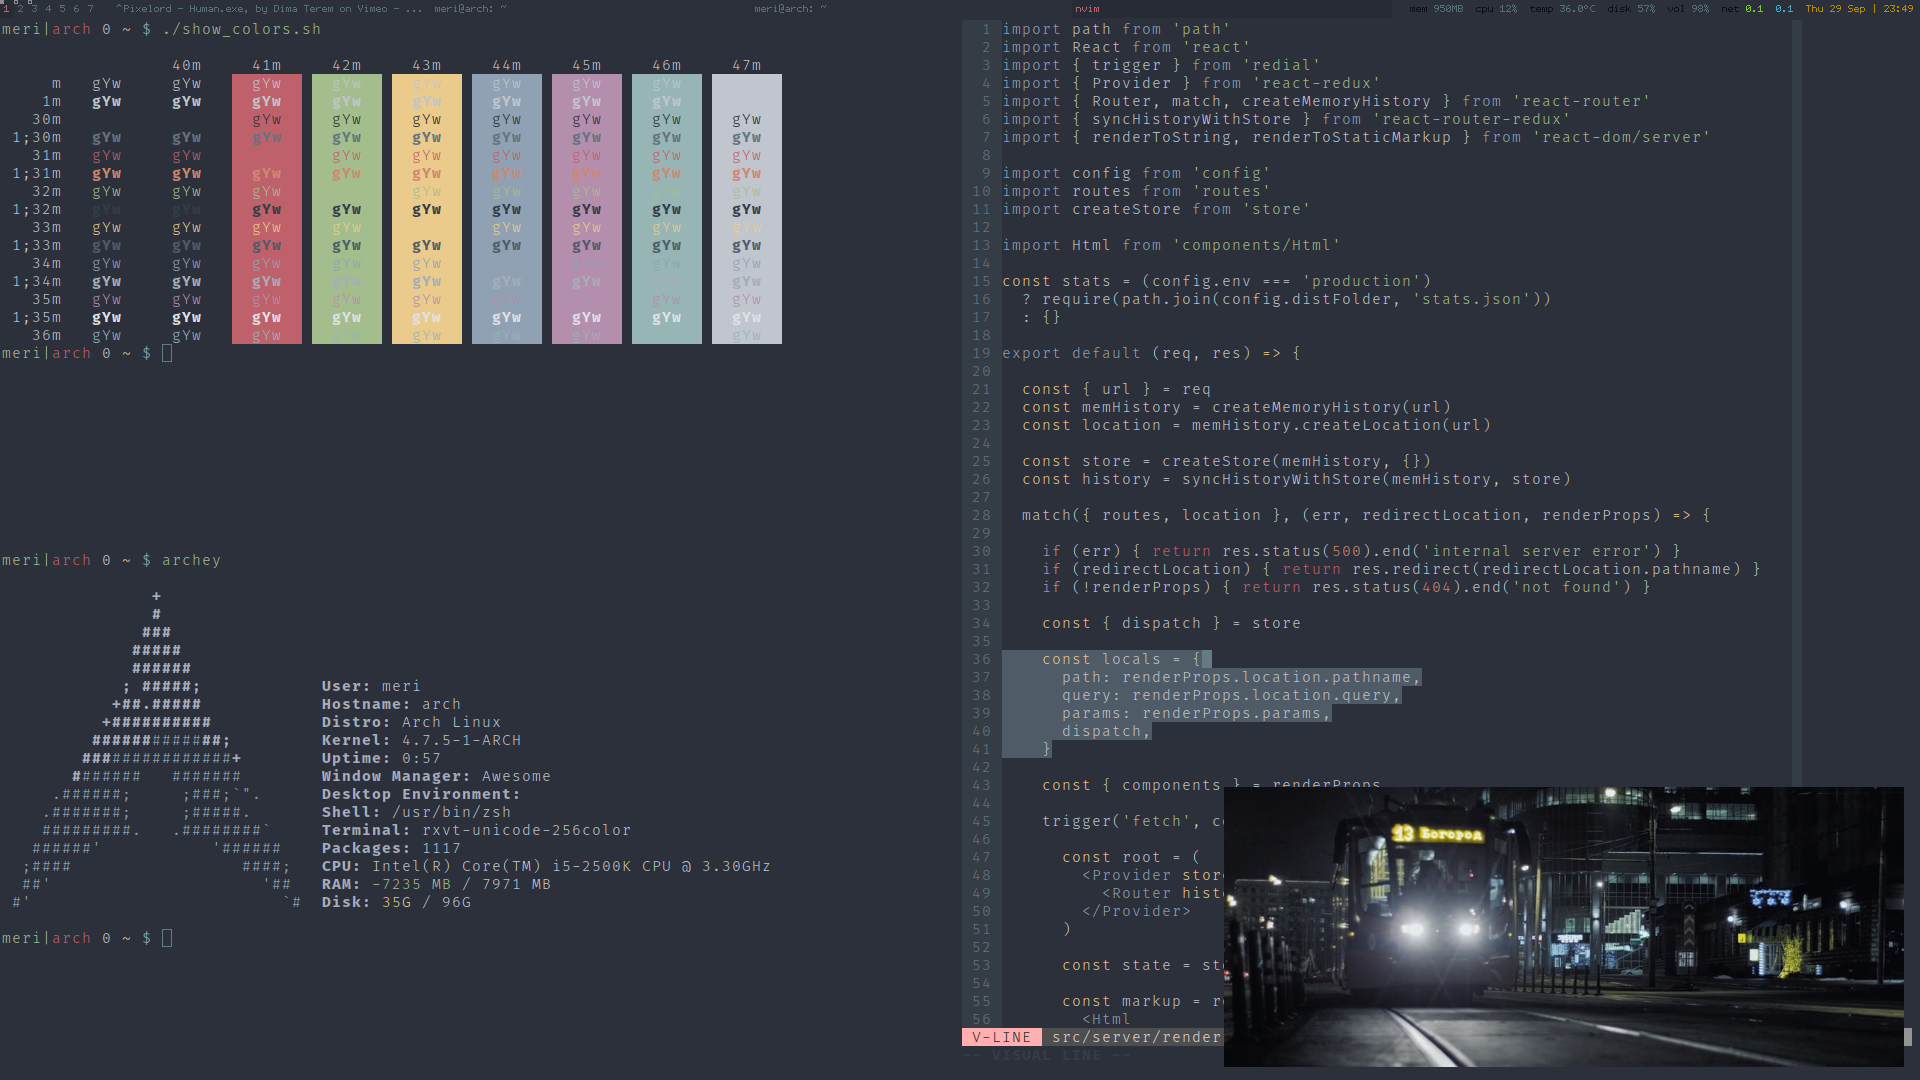 1 2 3 4 5 6 7 ^Pixelord - Human.exe, by Dima Terem on Vimeo - ... meri@arch: ~ meri@arch: ~ nvim mem 950MB cpu 12% temp 36.0°C disk 57% vol 98% net 0.1 0.1 Thu 29 Sep | 23:49
meri|arch 0 ~ $ ./show_colors.sh
40m 41m 42m 43m 44m 45m 46m 47m
m gYw gYw gYw gYw gYw gYw gYw gYw
1m gYw gYw gYw gYw gYw gYw gYw gYw
30m gYw gYw gYw gYw gYw gYw gYw
1;30m gYw gYw gYw gYw gYw gYw gYw gYw gYw
31m gYw gYw gYw gYw gYw gYw gYw gYw
1;31m gYw gYw gYw gYw gYw gYw gYw gYw gYw
32m gYw gYw gYw gYw gYw gYw gYw
1;32m gYw gYw gYw gYw gYw gYw gYw gYw gYw
33m gYw gYw gYw gYw gYw gYw gYw gYw
1;33m gYw gYw gYw gYw gYw gYw gYw gYw gYw
34m gYw gYw gYw gYw gYw gYw gYw
1;34m gYw gYw gYw gYw gYw gYw gYw gYw gYw
35m gYw gYw gYw gYw gYw gYw gYw gYw
1;35m gYw gYw gYw gYw gYw gYw gYw gYw gYw
36m gYw gYw gYw gYw gYw gYw gYw
meri|arch 0 ~ $
meri|arch 0 ~ $ archey
+
#
###
#####
######
; #####;
+##.#####
+##########
#############;
###############+
####### #######
.######; ;###;`".
.#######; ;#####.
#########. .########`
######' '######
;#### ####;
##' '##
#' `#
User: meri
Hostname: arch
Distro: Arch Linux
Kernel: 4.7.5-1-ARCH
Uptime: 0:57
Window Manager: Awesome
Desktop Environment:
Shell: /usr/bin/zsh
Terminal: rxvt-unicode-256color
Packages: 1117
CPU: Intel(R) Core(TM) i5-2500K CPU @ 3.30GHz
RAM: -7235 MB / 7971 MB
Disk: 35G / 96G
meri|arch 0 ~ $
1 import path from 'path'
2 import React from 'react'
3 import { trigger } from 'redial'
4 import { Provider } from 'react-redux'
5 import { Router, match, createMemoryHistory } from 'react-router'
6 import { syncHistoryWithStore } from 'react-router-redux'
7 import { renderToString, renderToStaticMarkup } from 'react-dom/server'
8
9 import config from 'config'
10 import routes from 'routes'
11 import createStore from 'store'
12
13 import Html from 'components/Html'
14
15 const stats = (config.env === 'production')
16 ? require(path.join(config.distFolder, 'stats.json'))
17 : {}
18
19 export default (req, res) => {
20
21 const { url } = req
22 const memHistory = createMemoryHistory(url)
23 const location = memHistory.createLocation(url)
24
25 const store = createStore(memHistory, {})
26 const history = syncHistoryWithStore(memHistory, store)
27
28 match({ routes, location }, (err, redirectLocation, renderProps) => {
29
30 if (err) { return res.status(500).end('internal server error') }
31 if (redirectLocation) { return res.redirect(redirectLocation.pathname) }
32 if (!renderProps) { return res.status(404).end('not found') }
33
34 const { dispatch } = store
35
36 const locals = {
37 path: renderProps.location.pathname,
38 query: renderProps.location.query,
39 params: renderProps.params,
40 dispatch,
41 }
42
43 const { components } = renderProps
44
45 trigger('fetch', c
46
47 const root = (
48 <Provider stor
49 <Router hist
50 </Provider>
51 )
52
53 const state = st
54
55 const markup = r
56 <Html
V-LINE src/server/render
-- VISUAL LINE --
13 Богород